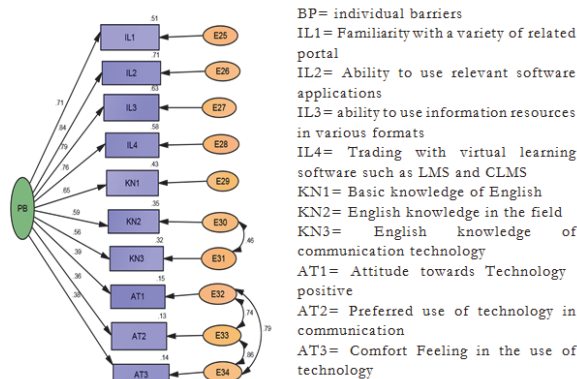 .51
IL1
E25
.71
IL2
E26
.63
IL3
E27
.58
IL4
E28
.43
KN1
E29
.35
KN2
E30
.32
KN3
E31
.46
.15
AT1
E32
.13
AT2
E33
.14
AT3
E34
.74
.86
.79
PB
.71
.84
.79
.76
.65
.59
.56
.39
.36
.38
BP= individual barriers
IL1= Familiarity with a variety of related
portal
IL2= Ability to use relevant software
applications
IL3= ability to use information resources
in various formats
IL4= Trading with virtual learning
software such as LMS and CLMS
KN1= Basic knowledge of English
KN2= English knowledge in the field
KN3= English knowledge of
communication technology
AT1= Attitude towards Technology
positive
AT2= Preferred use of technology in
communication
AT3= Comfort Feeling in the use of
technology